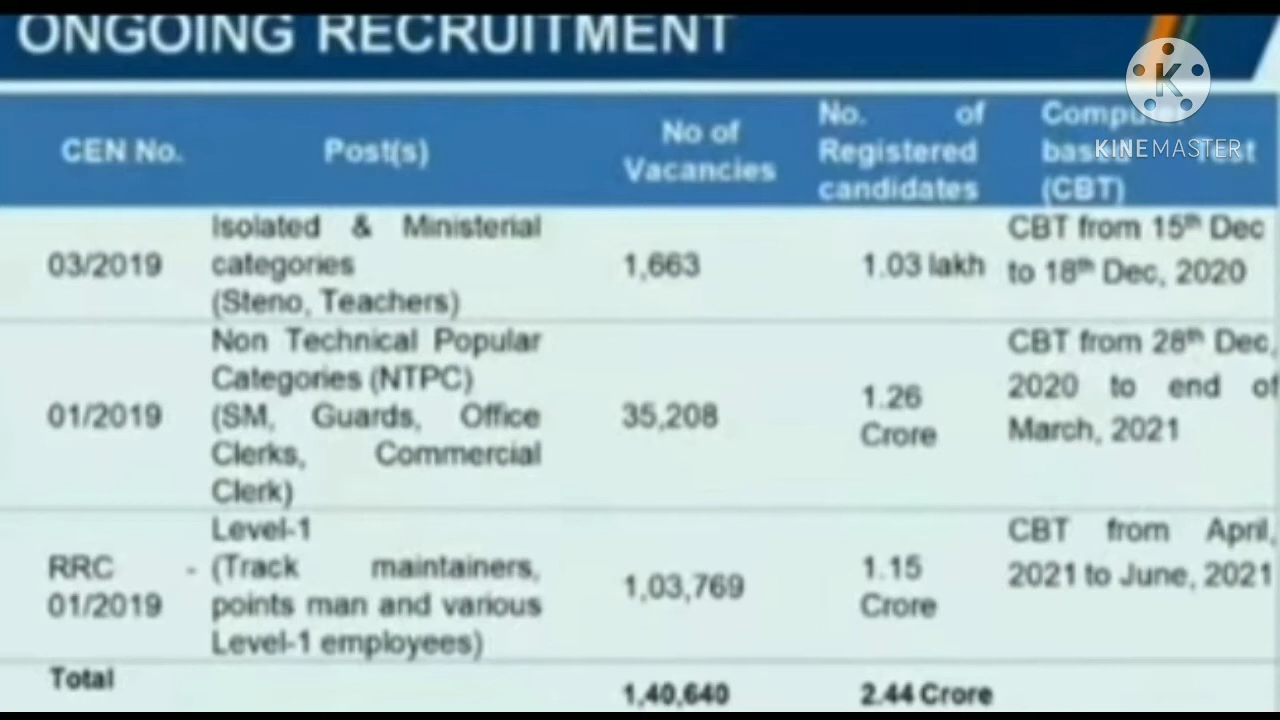 ONGOING RECRUITMENT
K
KINEMASTER
CEN No.
Post(s)
No of
Vacancies
No. of
Registered
candidates
Computer
based Test
(CBT)
03/2019
Isolated & Ministerial
categories
(Steno, Teachers)
1,663
1.03 lakh
CBT from 15th Dec
to 18th Dec, 2020
01/2019
Non Technical Popular
Categories (NTPC)
(SM, Guards, Office
Clerks, Commercial
Clerk)
35,208
1.26
Crore
CBT from 28th Dec,
2020 to end of
March, 2021
RRC -
01/2019
Level-1
(Track maintainers,
points man and various
Level-1 employees)
1,03,769
1.15
Crore
CBT from April,
2021 to June, 2021
Total
1,40,640
2.44 Crore